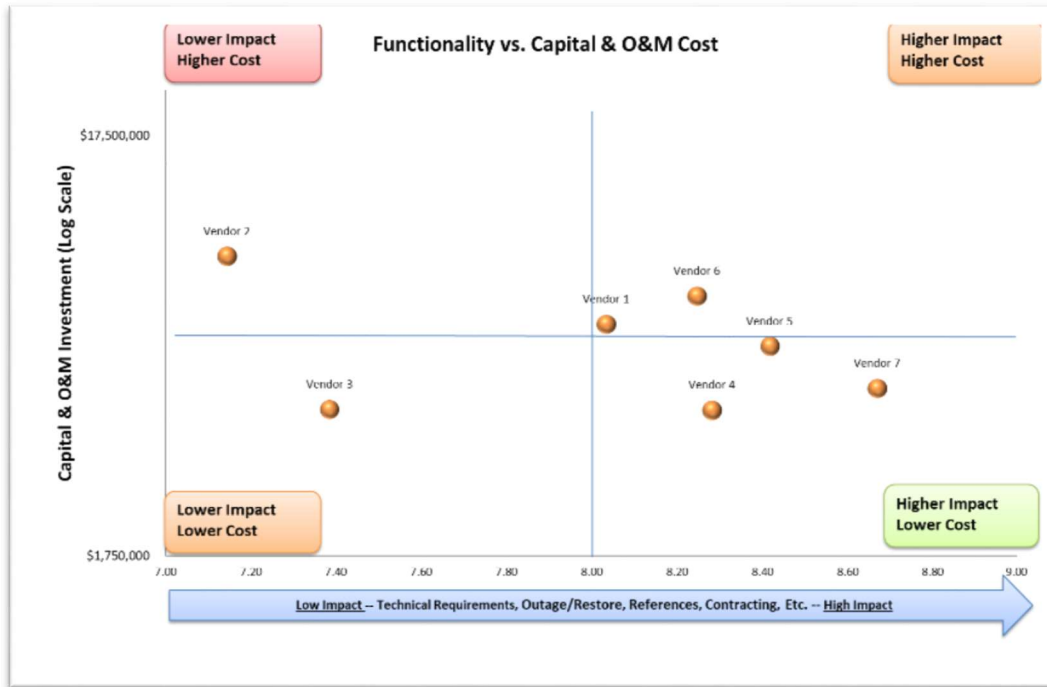 Lower Impact
Higher Cost
Functionality vs. Capital & O&M Cost
Higher Impact
Higher Cost
$17,500,000
Capital & O&M Investment (Log Scale)
Vendor 2
Vendor 6
Vendor 1
Vendor 5
Vendor 7
Vendor 3
Vendor 4
Lower Impact
Lower Cost
Higher Impact
Lower Cost
$1,750,000
7.00 7.20 7.40 7.60 7.80 8.00 8.20 8.40 8.60 8.80 9.00
Low Impact -- Technical Requirements, Outage/Restore, References, Contracting, Etc. -- High Impact